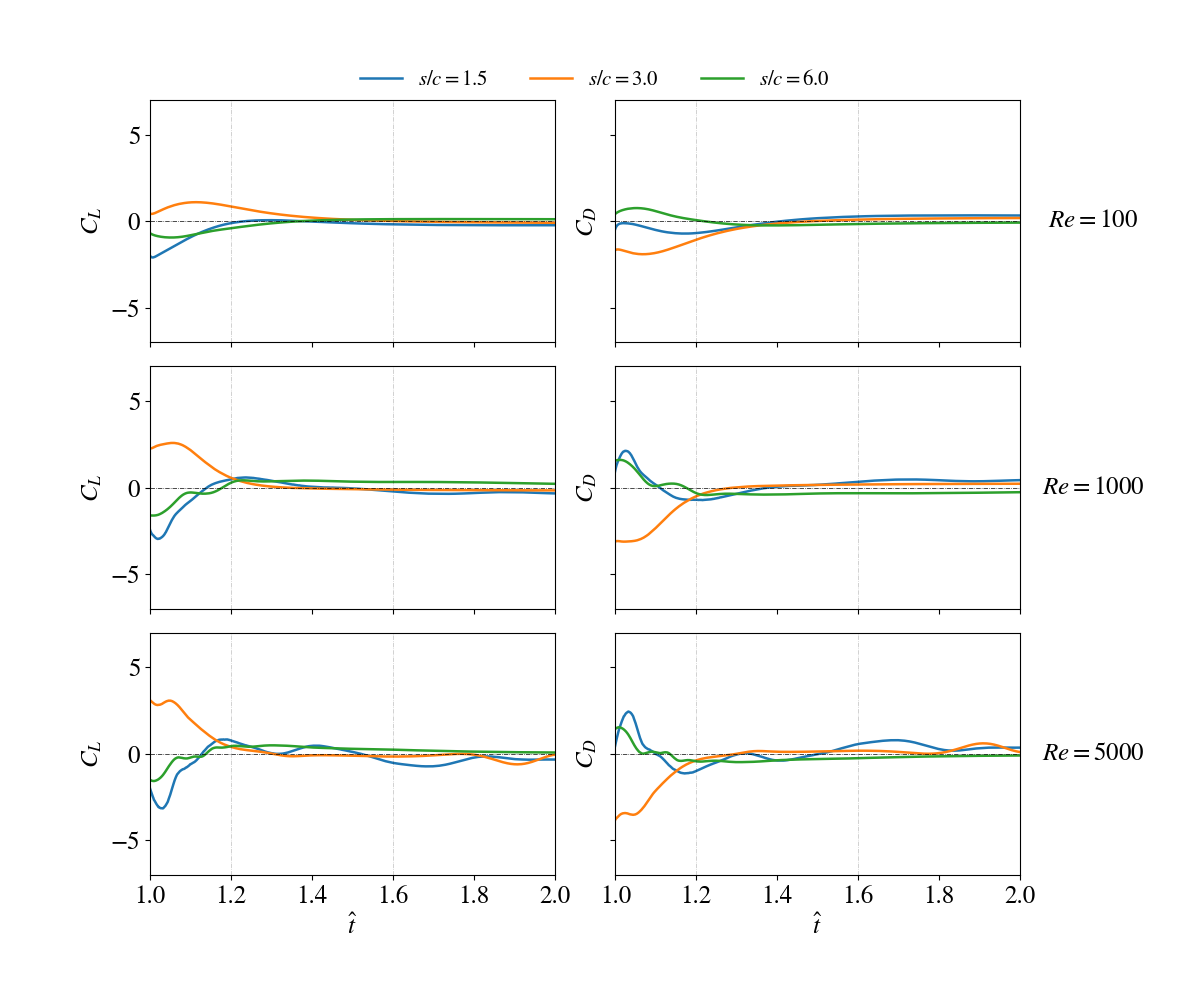 s/c = 1.5 s/c = 3.0 s/c = 6.0
5
0
−5
C_L
C_D
Re = 100
5
0
−5
C_L
C_D
Re = 1000
5
0
−5
C_L
C_D
Re = 5000
1.0 1.2 1.4 1.6 1.8 2.0
1.0 1.2 1.4 1.6 1.8 2.0
t̂
t̂